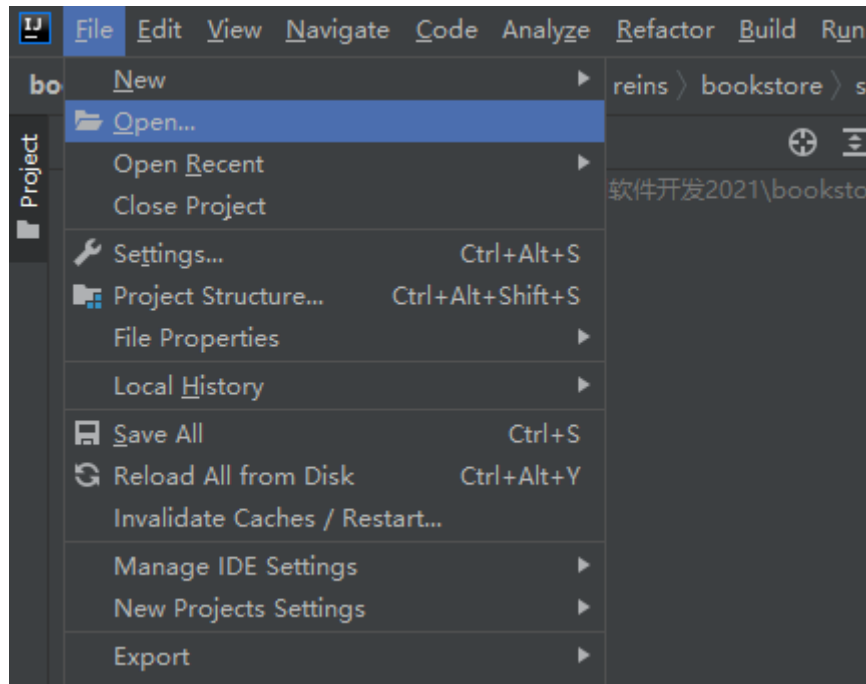 IJ File Edit View Navigate Code Analyze Refactor Build Run
bo New reins 〉 bookstore 〉 s
Open...
Project
Open Recent
软件开发2021\booksto
Close Project
Settings... Ctrl+Alt+S
Project Structure... Ctrl+Alt+Shift+S
File Properties
Local History
Save All Ctrl+S
Reload All from Disk Ctrl+Alt+Y
Invalidate Caches / Restart...
Manage IDE Settings
New Projects Settings
Export